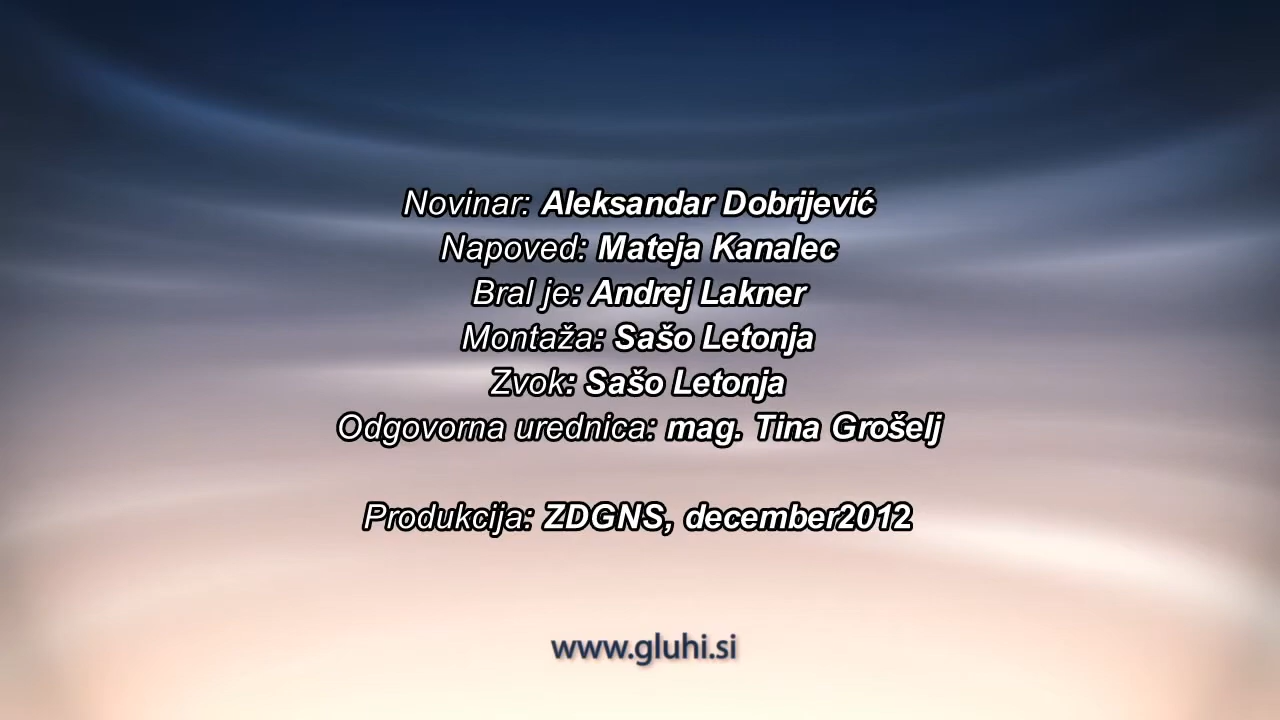 Novinar: Aleksandar Dobrijević
Napoved: Mateja Kanalec
Bral je: Andrej Lakner
Montaža: Sašo Letonja
Zvok: Sašo Letonja
Odgovorna urednica: mag. Tina Grošelj
Produkcija: ZDGNS, december2012
www.gluhi.si